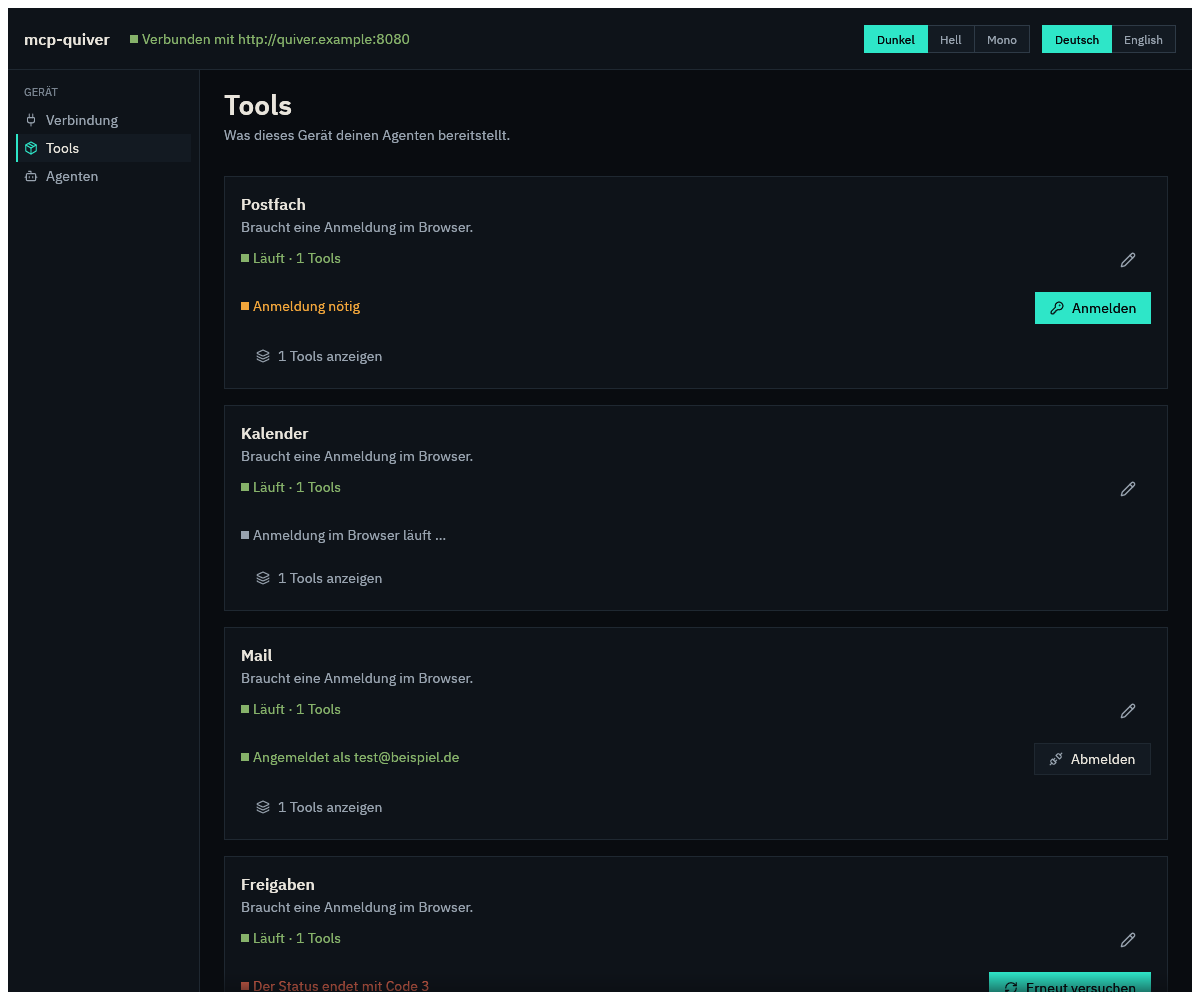 mcp-quiver
Verbunden mit http://quiver.example:8080
Dunkel Hell Mono
Deutsch English
GERÄT
Verbindung
Tools
Agenten
Tools
Was dieses Gerät deinen Agenten bereitstellt.
Postfach
Braucht eine Anmeldung im Browser.
Läuft · 1 Tools
Anmeldung nötig
Anmelden
1 Tools anzeigen
Kalender
Braucht eine Anmeldung im Browser.
Läuft · 1 Tools
Anmeldung im Browser läuft ...
1 Tools anzeigen
Mail
Braucht eine Anmeldung im Browser.
Läuft · 1 Tools
Angemeldet als test@beispiel.de
Abmelden
1 Tools anzeigen
Freigaben
Braucht eine Anmeldung im Browser.
Läuft · 1 Tools
Der Status endet mit Code 3
Erneut versuchen